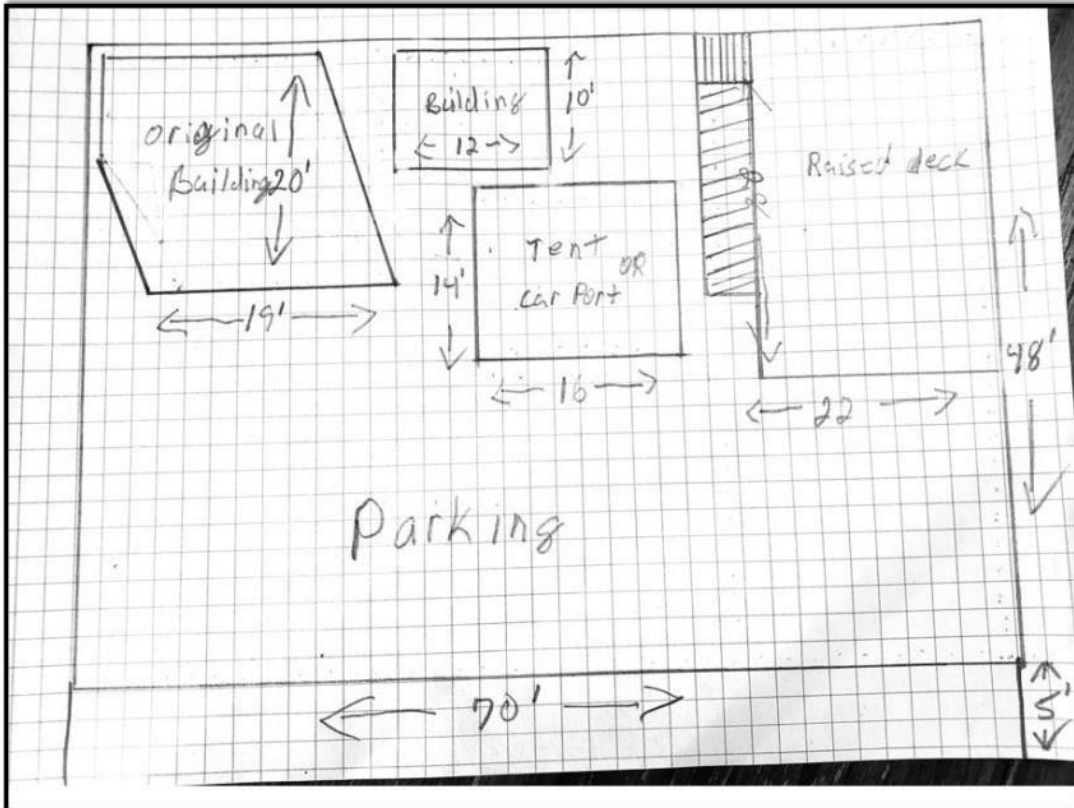 original
Building
20'
19'
Building
12
10'
Tent OR
car Port
14'
16
Raised deck
22
48'
Parking
70'
5'